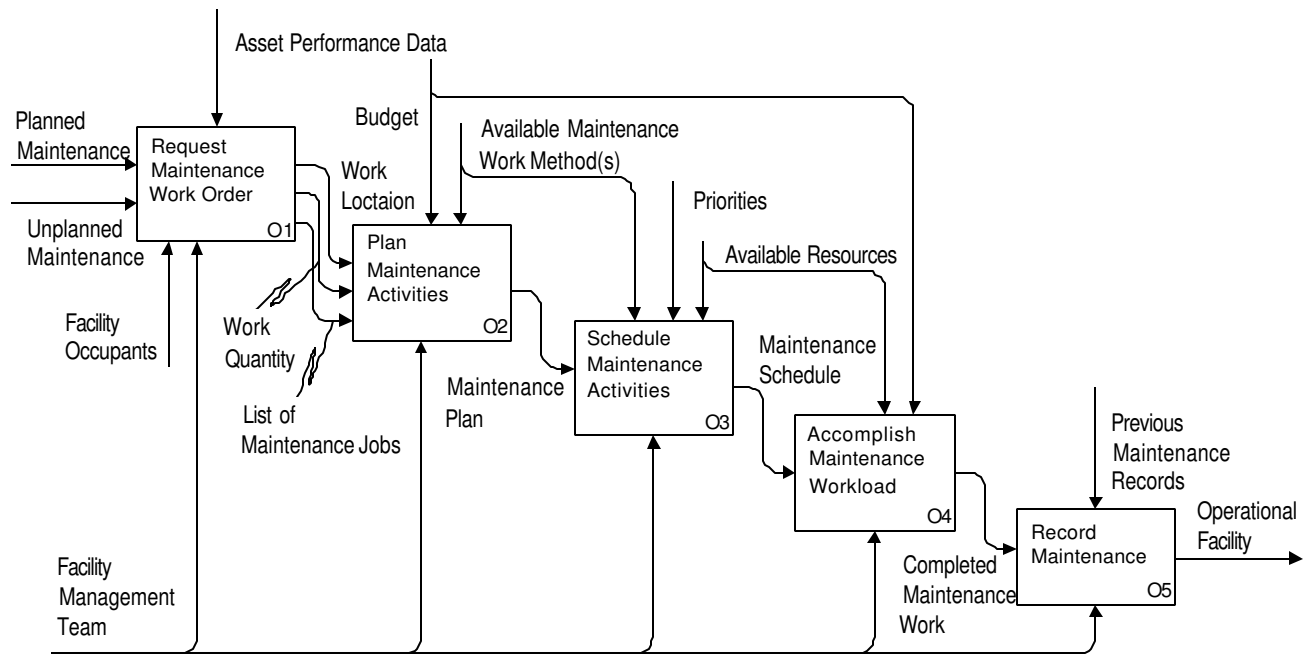 Asset Performance Data
Planned
Maintenance
Request
Maintenance
Work Order
O1
Unplanned
Maintenance
Facility
Occupants
Budget
Available Maintenance
Work Method(s)
Work
Loctaion
Plan
Maintenance
Activities
O2
Work
Quantity
List of
Maintenance Jobs
Priorities
Available Resources
Maintenance
Plan
Schedule
Maintenance
Activities
O3
Maintenance
Schedule
Accomplish
Maintenance
Workload
O4
Previous
Maintenance
Records
Completed
Maintenance
Work
Record
Maintenance
O5
Operational
Facility
Facility
Management
Team